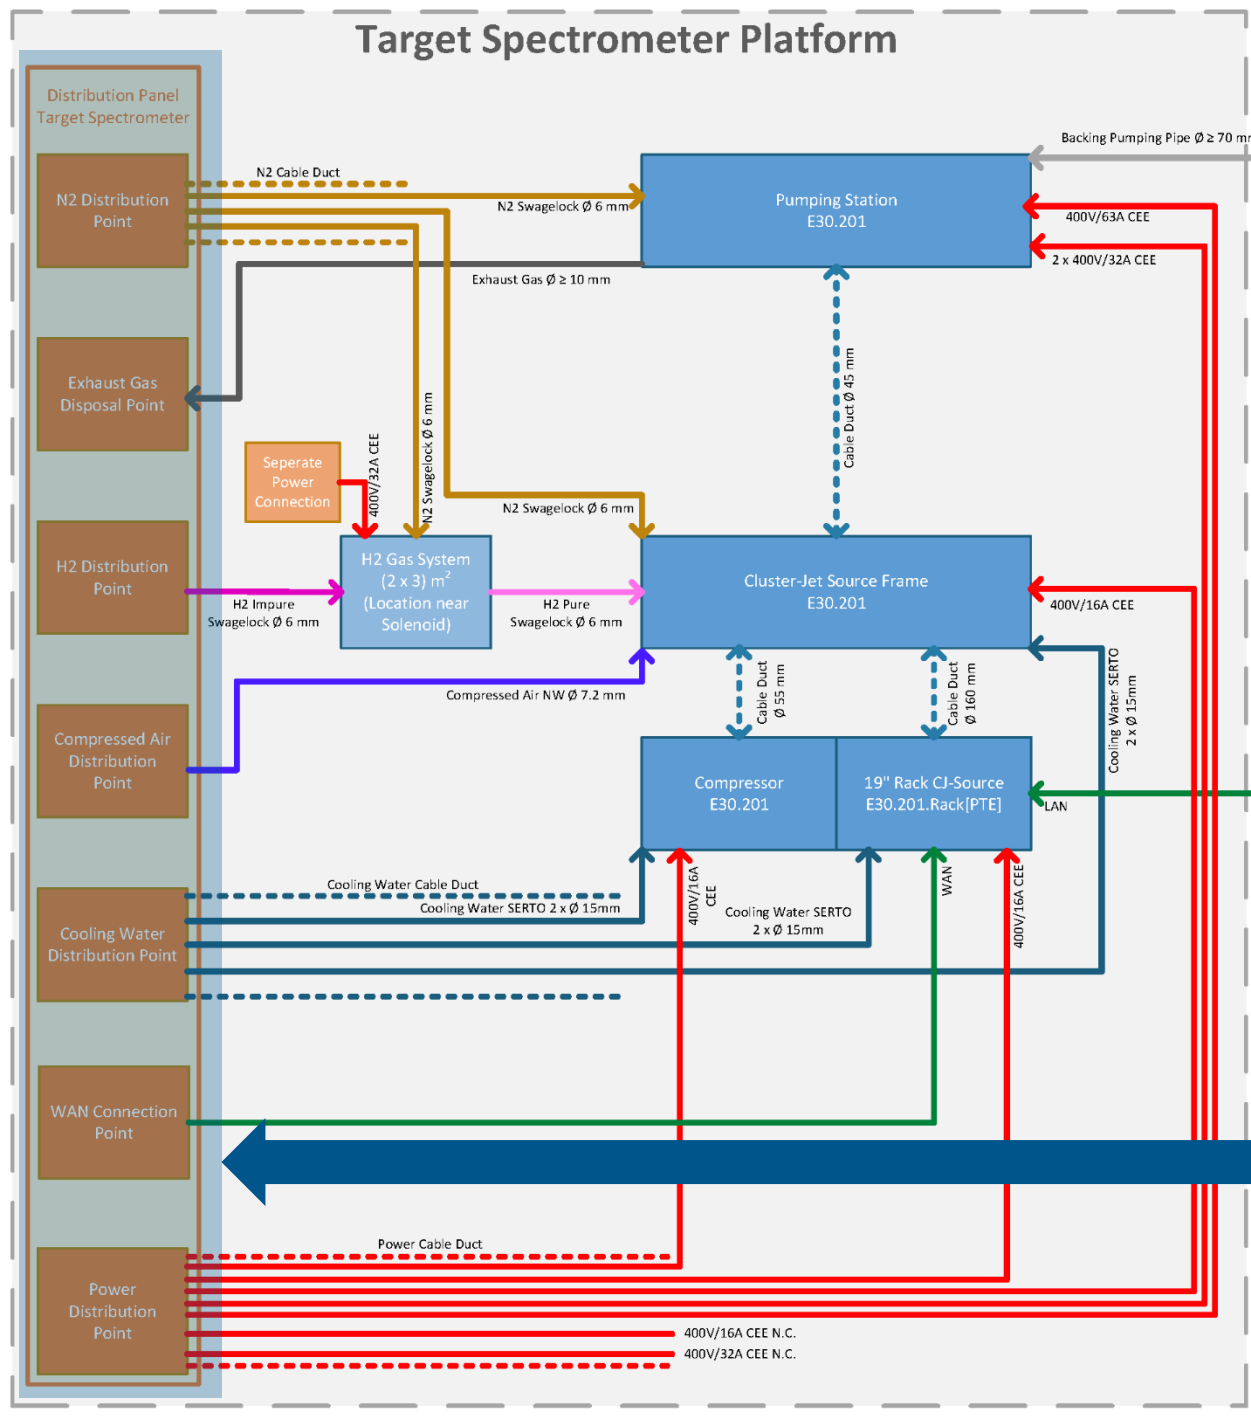 Target Spectrometer Platform
Distribution Panel
Target Spectrometer
Backing Pumping Pipe Ø ≥ 70 mm
N2 Distribution
Point
N2 Cable Duct
N2 Swagelock Ø 6 mm
Pumping Station
E30.201
400V/63A CEE
2 x 400V/32A CEE
Exhaust Gas Ø ≥ 10 mm
Exhaust Gas
Disposal Point
Cable Duct Ø 45 mm
Seperate
Power
Connection
400V/32A CEE
N2 Swagelock Ø 6 mm
N2 Swagelock Ø 6 mm
H2 Distribution
Point
H2 Impure
Swagelock Ø 6 mm
H2 Gas System
(2 x 3) m²
(Location near
Solenoid)
H2 Pure
Swagelock Ø 6 mm
Cluster-Jet Source Frame
E30.201
400V/16A CEE
Compressed Air NW Ø 7.2 mm
Cable Duct
Ø 55 mm
Cable Duct
Ø 160 mm
Cooling Water SERTO
2 x Ø 15mm
Compressed Air
Distribution
Point
Compressor
E30.201
19" Rack CJ-Source
E30.201.Rack[PTE]
LAN
Cooling Water Cable Duct
Cooling Water SERTO 2 x Ø 15mm
400V/16A
CEE
Cooling Water SERTO
2 x Ø 15mm
WAN
400V/16A CEE
Cooling Water
Distribution Point
WAN Connection
Point
Power Cable Duct
Power
Distribution
Point
400V/16A CEE N.C.
400V/32A CEE N.C.